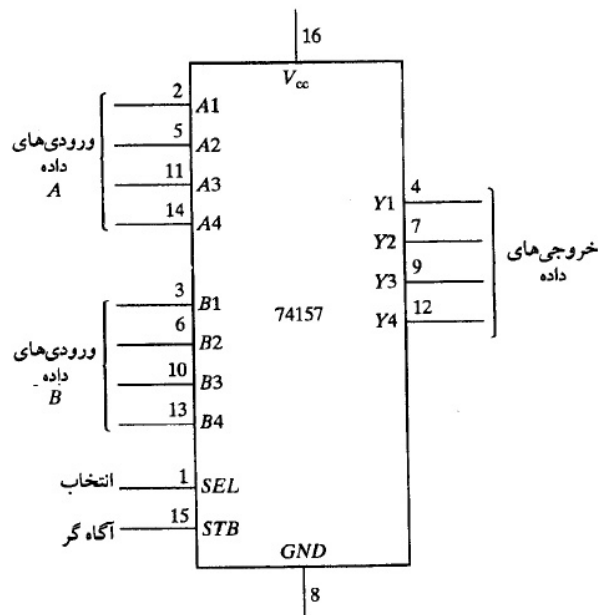 16
Vcc
2 A1
5 A2
11 A3
14 A4
ورودی‌های
داده
A
3 B1
6 B2
10 B3
13 B4
ورودی‌های
داده
B
74157
Y1 4
Y2 7
Y3 9
Y4 12
خروجی‌های
داده
انتخاب 1 SEL
آگاه گر 15 STB
GND
8